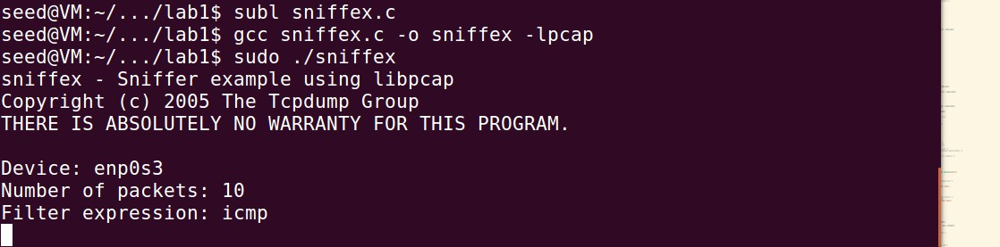 seed@VM:~/.../lab1$ subl sniffex.c
seed@VM:~/.../lab1$ gcc sniffex.c -o sniffex -lpcap
seed@VM:~/.../lab1$ sudo ./sniffex
sniffex - Sniffer example using libpcap
Copyright (c) 2005 The Tcpdump Group
THERE IS ABSOLUTELY NO WARRANTY FOR THIS PROGRAM.

Device: enp0s3
Number of packets: 10
Filter expression: icmp